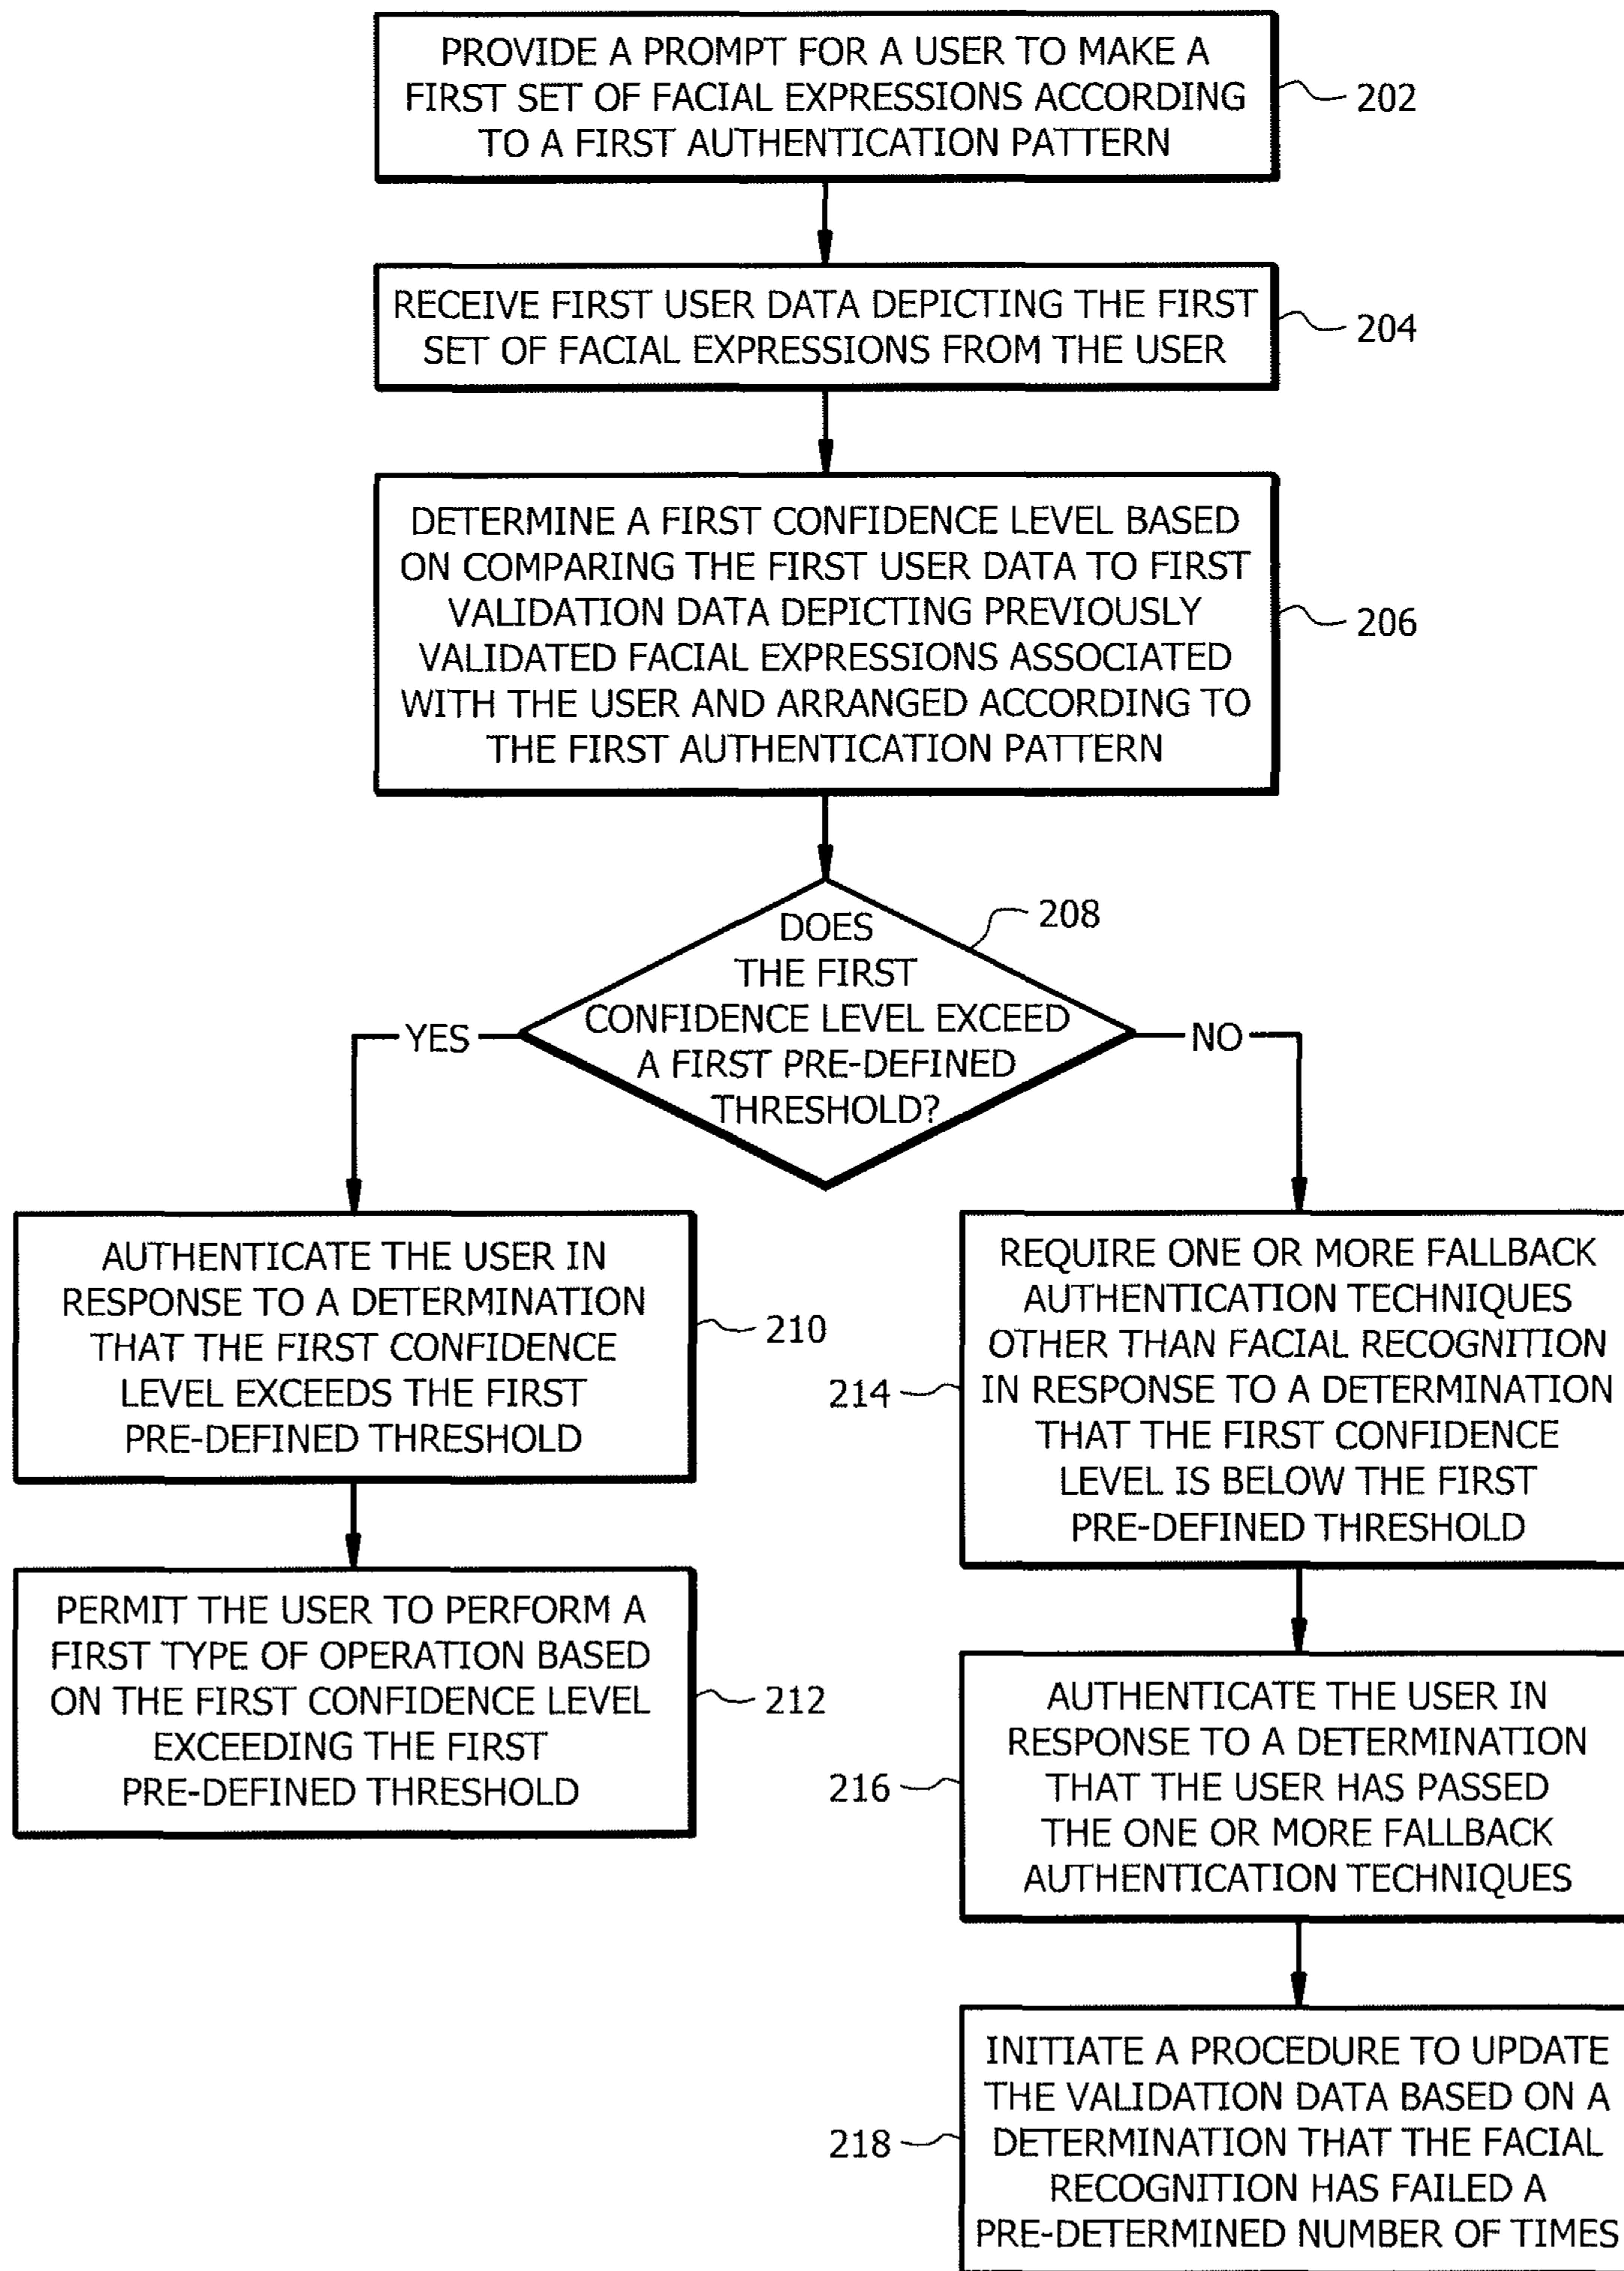 PROVIDE A PROMPT FOR A USER TO MAKE A
FIRST SET OF FACIAL EXPRESSIONS ACCORDING
TO A FIRST AUTHENTICATION PATTERN
202
RECEIVE FIRST USER DATA DEPICTING THE FIRST
SET OF FACIAL EXPRESSIONS FROM THE USER
204
DETERMINE A FIRST CONFIDENCE LEVEL BASED
ON COMPARING THE FIRST USER DATA TO FIRST
VALIDATION DATA DEPICTING PREVIOUSLY
VALIDATED FACIAL EXPRESSIONS ASSOCIATED
WITH THE USER AND ARRANGED ACCORDING TO
THE FIRST AUTHENTICATION PATTERN
206
DOES
THE FIRST
CONFIDENCE LEVEL EXCEED
A FIRST PRE-DEFINED
THRESHOLD?
208
YES
NO
AUTHENTICATE THE USER IN
RESPONSE TO A DETERMINATION
THAT THE FIRST CONFIDENCE
LEVEL EXCEEDS THE FIRST
PRE-DEFINED THRESHOLD
210
PERMIT THE USER TO PERFORM A
FIRST TYPE OF OPERATION BASED
ON THE FIRST CONFIDENCE LEVEL
EXCEEDING THE FIRST
PRE-DEFINED THRESHOLD
212
REQUIRE ONE OR MORE FALLBACK
AUTHENTICATION TECHNIQUES
OTHER THAN FACIAL RECOGNITION
IN RESPONSE TO A DETERMINATION
THAT THE FIRST CONFIDENCE
LEVEL IS BELOW THE FIRST
PRE-DEFINED THRESHOLD
214
AUTHENTICATE THE USER IN
RESPONSE TO A DETERMINATION
THAT THE USER HAS PASSED
THE ONE OR MORE FALLBACK
AUTHENTICATION TECHNIQUES
216
INITIATE A PROCEDURE TO UPDATE
THE VALIDATION DATA BASED ON A
DETERMINATION THAT THE FACIAL
RECOGNITION HAS FAILED A
PRE-DETERMINED NUMBER OF TIMES
218